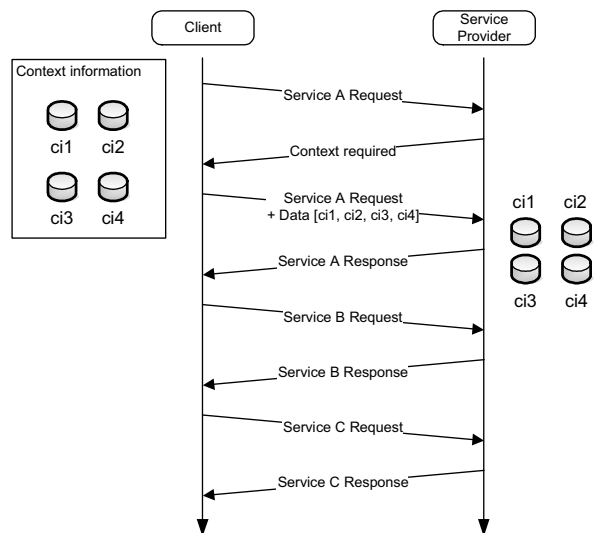 Client
Service
Provider
Context information
ci1 ci2
ci3 ci4
Service A Request
Context required
Service A Request
+ Data [ci1, ci2, ci3, ci4]
ci1 ci2
ci3 ci4
Service A Response
Service B Request
Service B Response
Service C Request
Service C Response